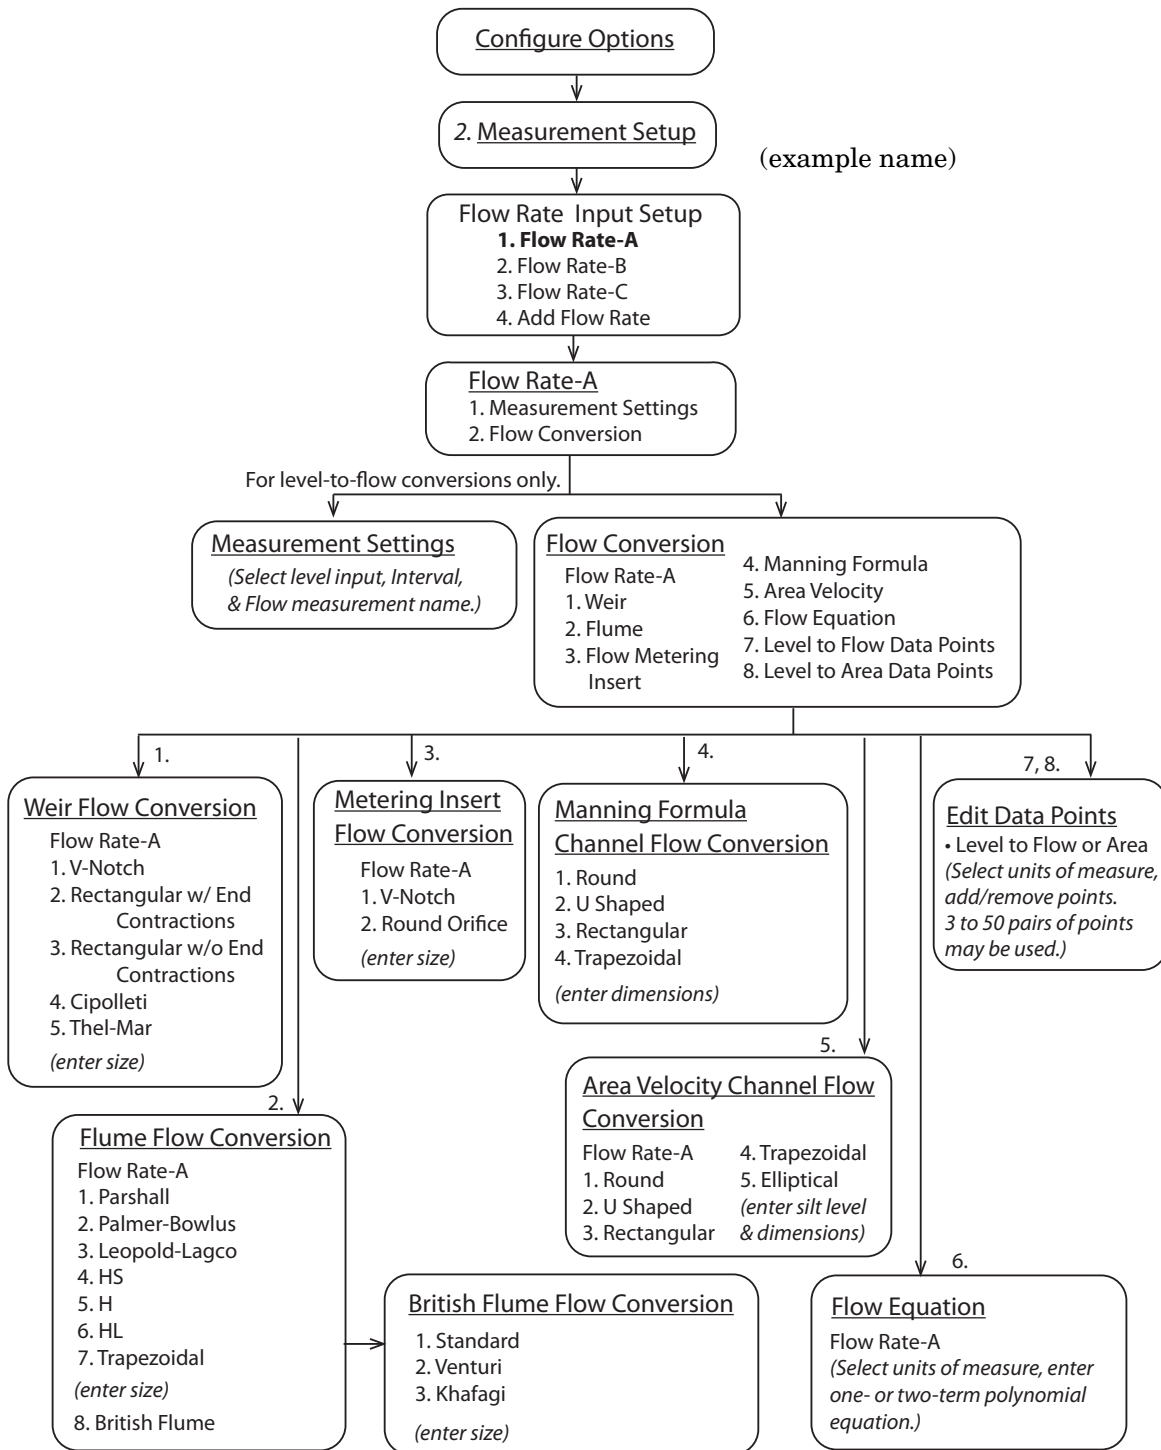 Configure Options
2. Measurement Setup
(example name)
Flow Rate Input Setup
1. Flow Rate-A
2. Flow Rate-B
3. Flow Rate-C
4. Add Flow Rate
Flow Rate-A
1. Measurement Settings
2. Flow Conversion
For level-to-flow conversions only.
Measurement Settings
(Select level input, Interval,
& Flow measurement name.)
Flow Conversion
Flow Rate-A
1. Weir
2. Flume
3. Flow Metering
Insert
4. Manning Formula
5. Area Velocity
6. Flow Equation
7. Level to Flow Data Points
8. Level to Area Data Points
1.
Weir Flow Conversion
Flow Rate-A
1. V-Notch
2. Rectangular w/ End
Contractions
3. Rectangular w/o End
Contractions
4. Cipolleti
5. Thel-Mar
(enter size)
3.
Metering Insert
Flow Conversion
Flow Rate-A
1. V-Notch
2. Round Orifice
(enter size)
4.
Manning Formula
Channel Flow Conversion
1. Round
2. U Shaped
3. Rectangular
4. Trapezoidal
(enter dimensions)
7, 8.
Edit Data Points
• Level to Flow or Area
(Select units of measure,
add/remove points.
3 to 50 pairs of points
may be used.)
2.
Flume Flow Conversion
Flow Rate-A
1. Parshall
2. Palmer-Bowlus
3. Leopold-Lagco
4. HS
5. H
6. HL
7. Trapezoidal
(enter size)
8. British Flume
British Flume Flow Conversion
1. Standard
2. Venturi
3. Khafagi
(enter size)
5.
Area Velocity Channel Flow
Conversion
Flow Rate-A
1. Round
2. U Shaped
3. Rectangular
4. Trapezoidal
5. Elliptical
(enter silt level
& dimensions)
6.
Flow Equation
Flow Rate-A
(Select units of measure, enter
one- or two-term polynomial
equation.)